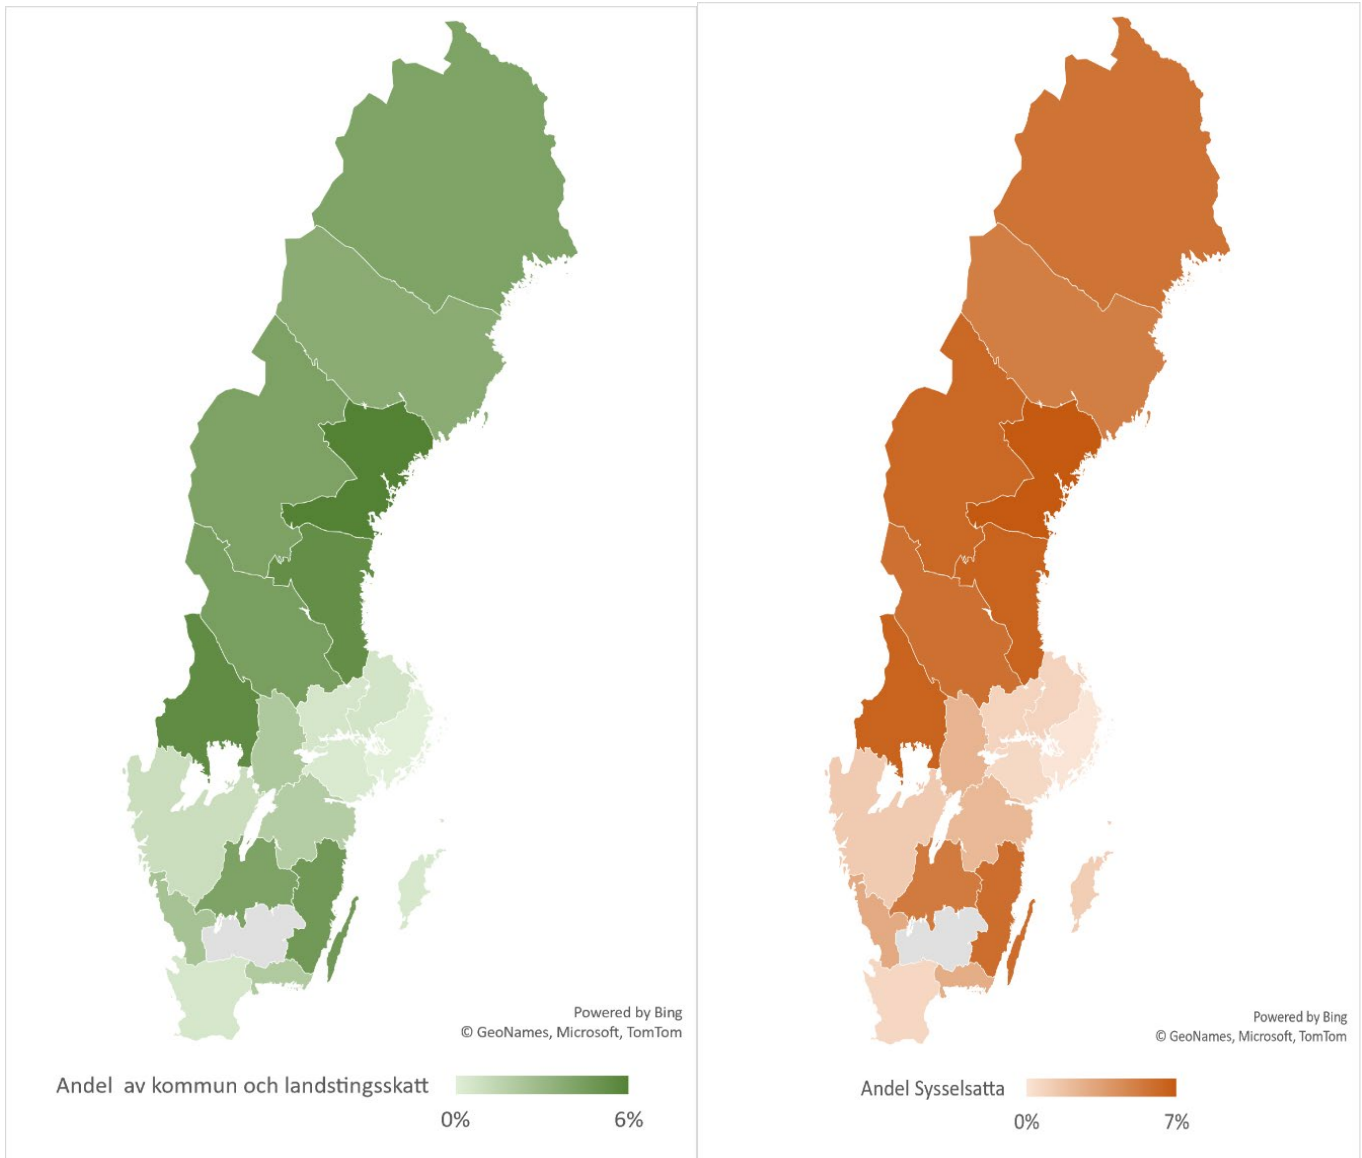 Powered by Bing
© GeoNames, Microsoft, TomTom
Andel av kommun och landstingsskatt
0%
6%
Powered by Bing
© GeoNames, Microsoft, TomTom
Andel Sysselsatta
0%
7%